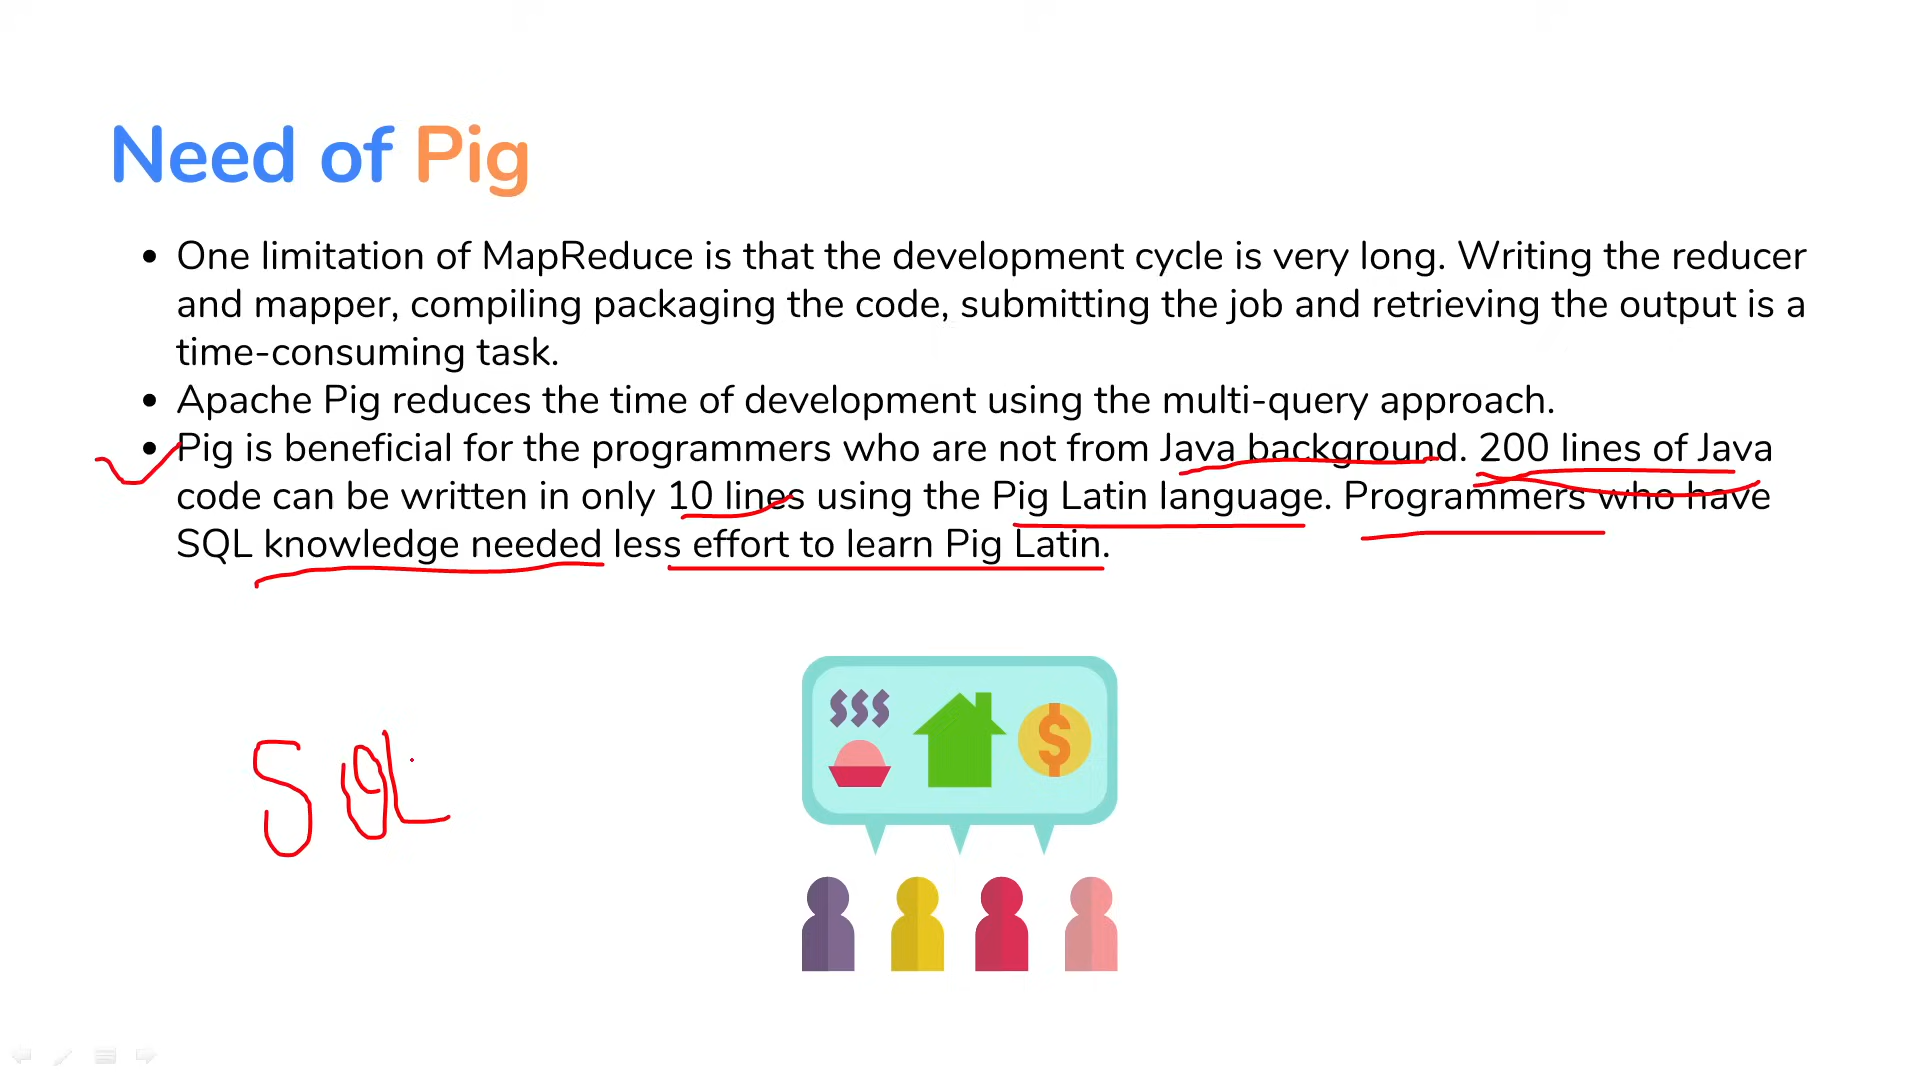 Need of Pig
• One limitation of MapReduce is that the development cycle is very long. Writing the reducer
and mapper, compiling packaging the code, submitting the job and retrieving the output is a
time-consuming task.
• Apache Pig reduces the time of development using the multi-query approach.
• Pig is beneficial for the programmers who are not from Java background. 200 lines of Java
code can be written in only 10 lines using the Pig Latin language. Programmers who have
SQL knowledge needed less effort to learn Pig Latin.
$
SQL